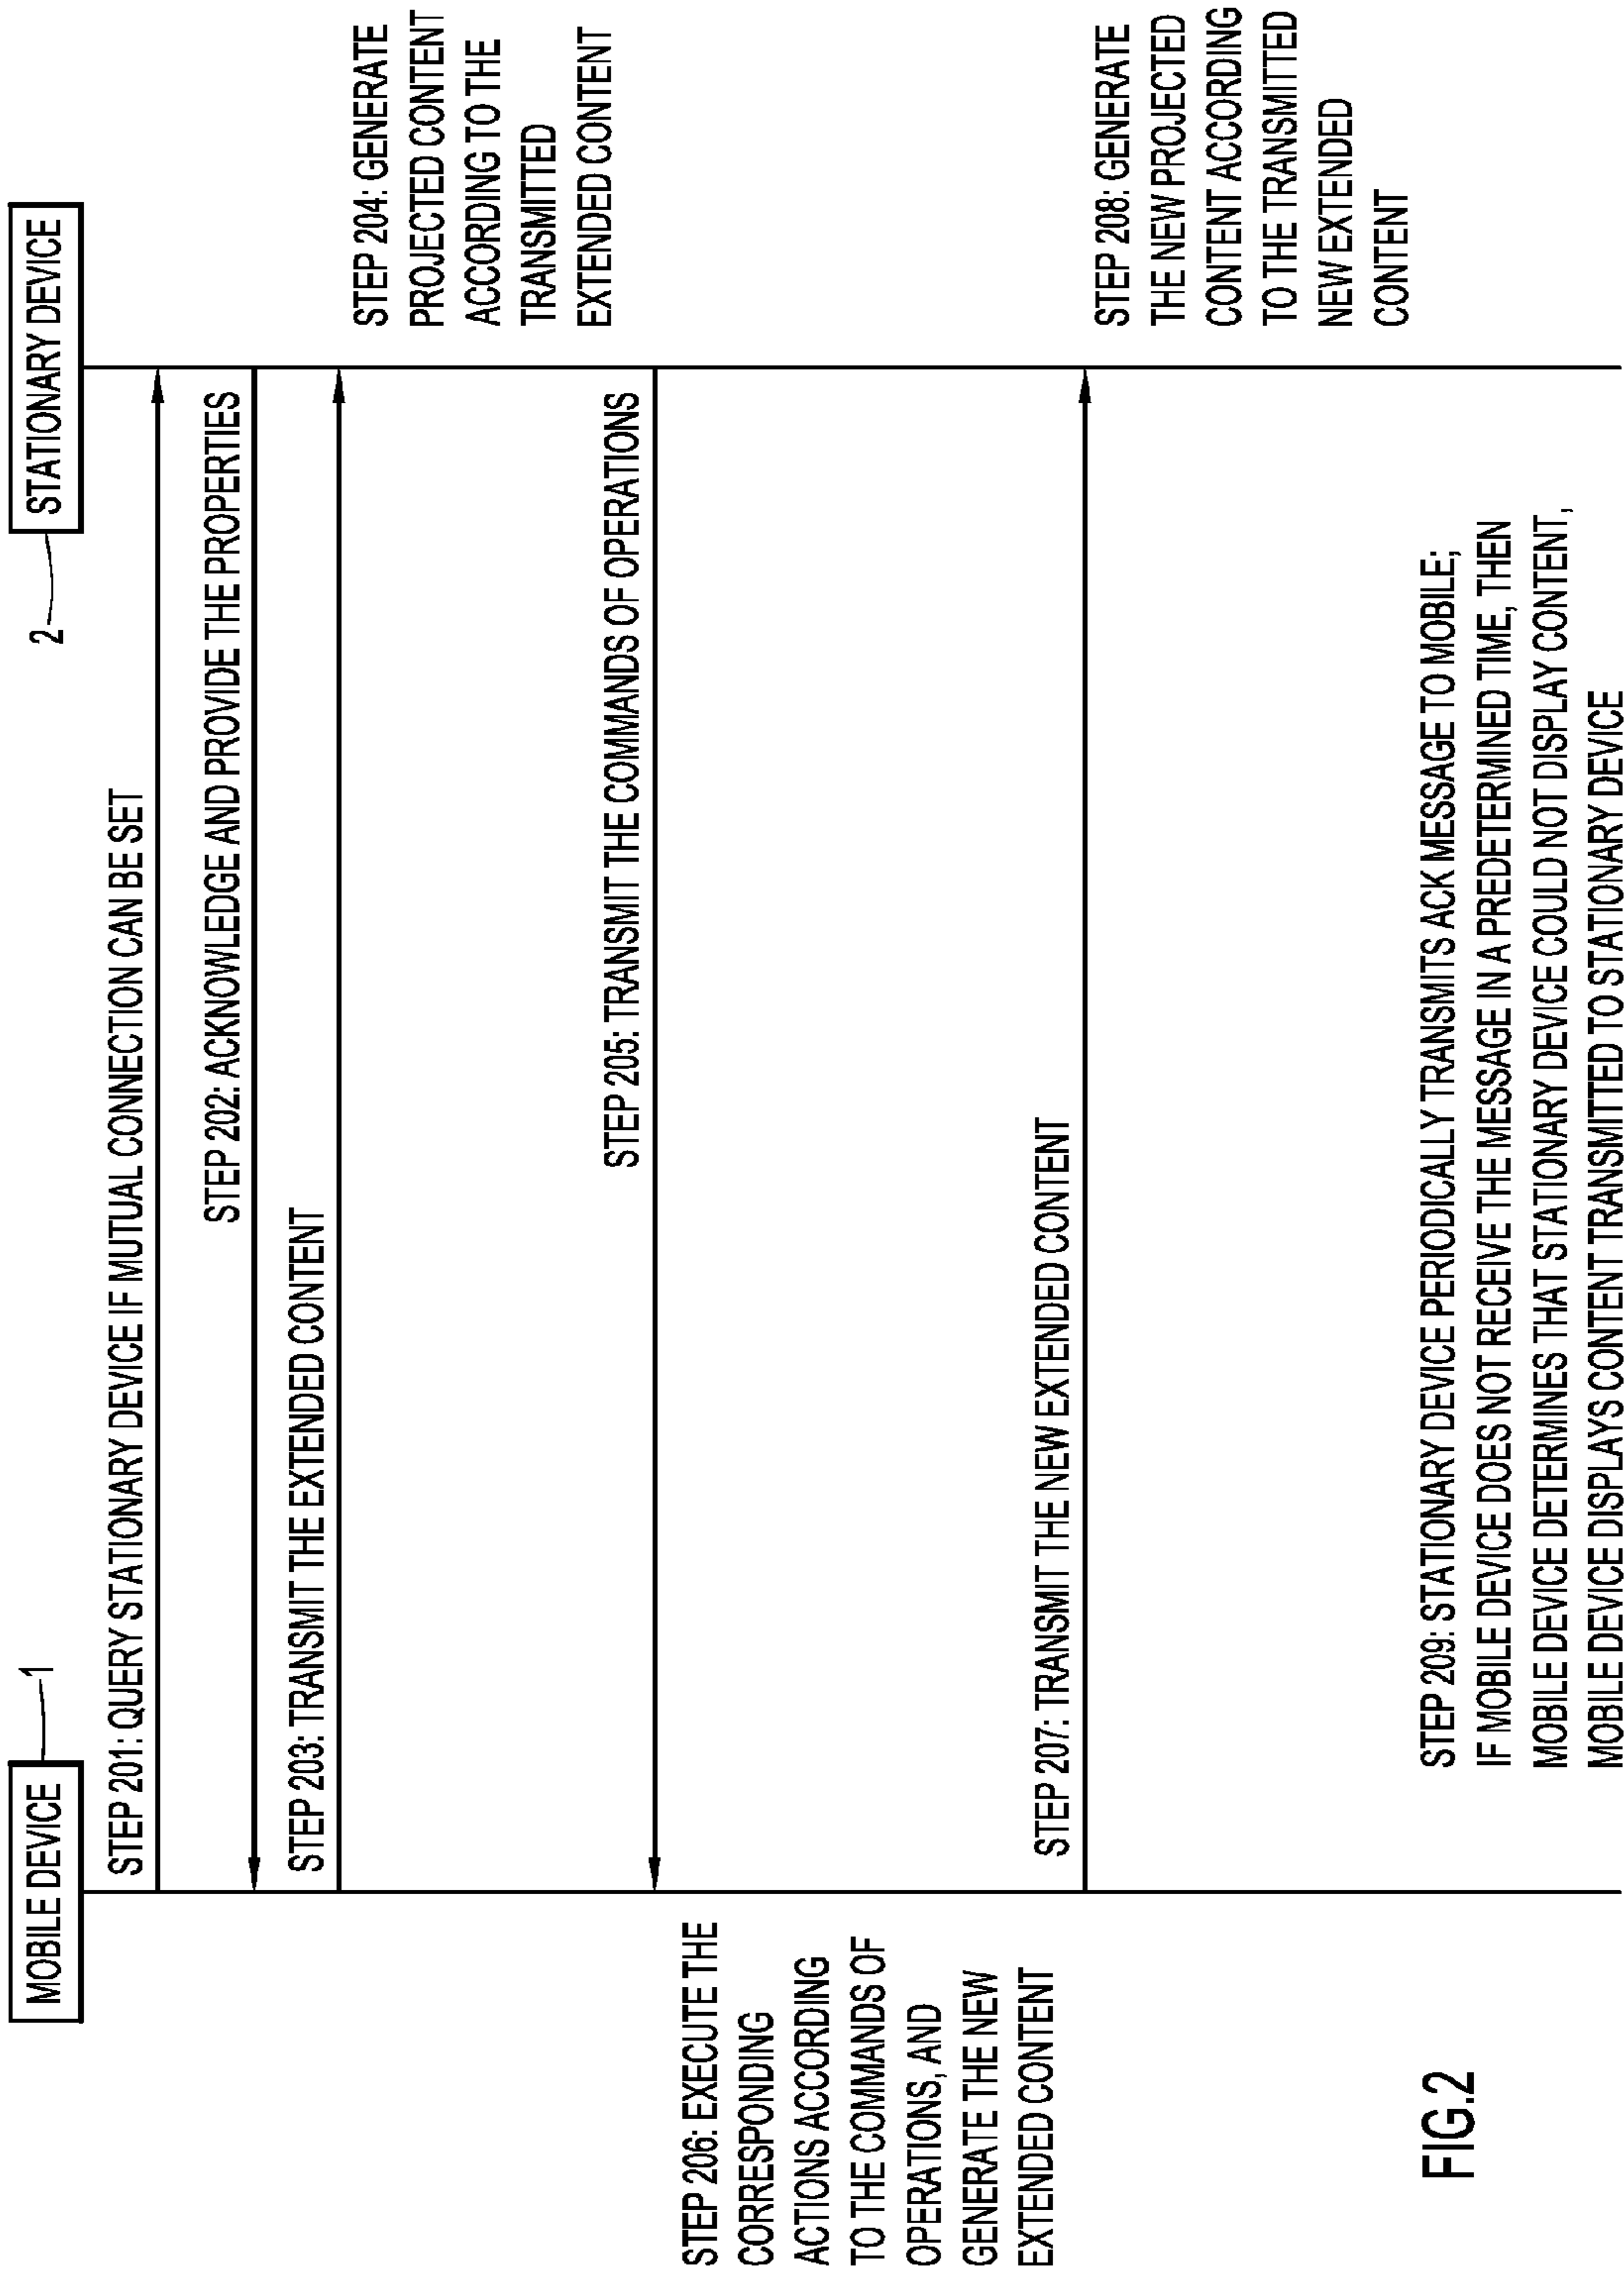 MOBILE DEVICE
1
STATIONARY DEVICE
2
STEP 201: QUERY STATIONARY DEVICE IF MUTUAL CONNECTION CAN BE SET
STEP 202: ACKNOWLEDGE AND PROVIDE THE PROPERTIES
STEP 203: TRANSMIT THE EXTENDED CONTENT
STEP 204: GENERATE
PROJECTED CONTENT
ACCORDING TO THE
TRANSMITTED
EXTENDED CONTENT
STEP 205: TRANSMIT THE COMMANDS OF OPERATIONS
STEP 206: EXECUTE THE
CORRESPONDING
ACTIONS ACCORDING
TO THE COMMANDS OF
OPERATIONS, AND
GENERATE THE NEW
EXTENDED CONTENT
STEP 207: TRANSMIT THE NEW EXTENDED CONTENT
STEP 208: GENERATE
THE NEW PROJECTED
CONTENT ACCORDING
TO THE TRANSMITTED
NEW EXTENDED
CONTENT
STEP 209: STATIONARY DEVICE PERIODICALLY TRANSMITS ACK MESSAGE TO MOBILE;
IF MOBILE DEVICE DOES NOT RECEIVE THE MESSAGE IN A PREDETERMINED TIME, THEN
MOBILE DEVICE DETERMINES THAT STATIONARY DEVICE COULD NOT DISPLAY CONTENT,
MOBILE DEVICE DISPLAYS CONTENT TRANSMITTED TO STATIONARY DEVICE
FIG.2